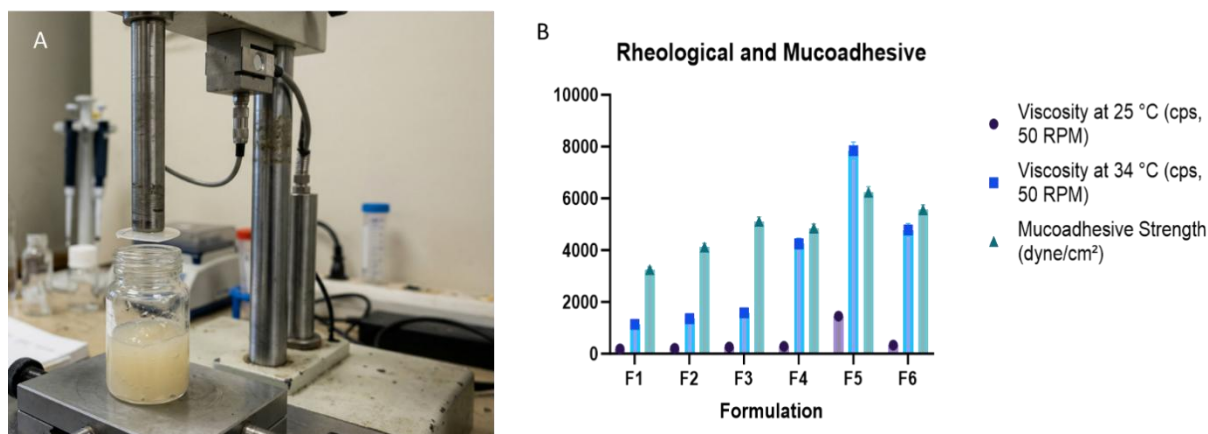 A
B
Rheological and Mucoadhesive
10000
8000
6000
4000
2000
0
F1 F2 F3 F4 F5 F6
Formulation
Viscosity at 25 °C (cps,
50 RPM)
Viscosity at 34 °C (cps,
50 RPM)
Mucoadhesive Strength
(dyne/cm²)